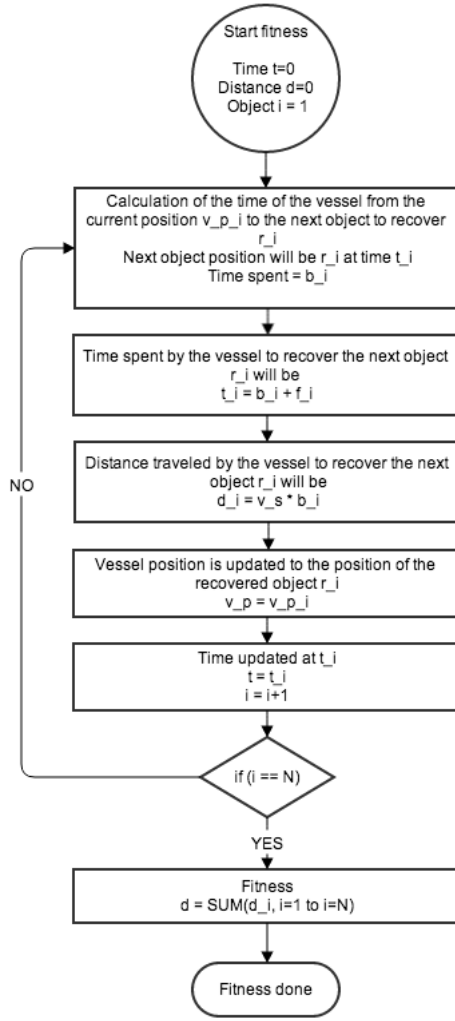 Start fitness
Time t=0
Distance d=0
Object i = 1
Calculation of the time of the vessel from the
current position v_p_i to the next object to recover
r_i
Next object position will be r_i at time t_i
Time spent = b_i
Time spent by the vessel to recover the next object
r_i will be
t_i = b_i + f_i
Distance traveled by the vessel to recover the next
object r_i will be
d_i = v_s * b_i
NO
Vessel position is updated to the position of the
recovered object r_i
v_p = v_p_i
Time updated at t_i
t = t_i
i = i+1
if (i == N)
YES
Fitness
d = SUM(d_i, i=1 to i=N)
Fitness done